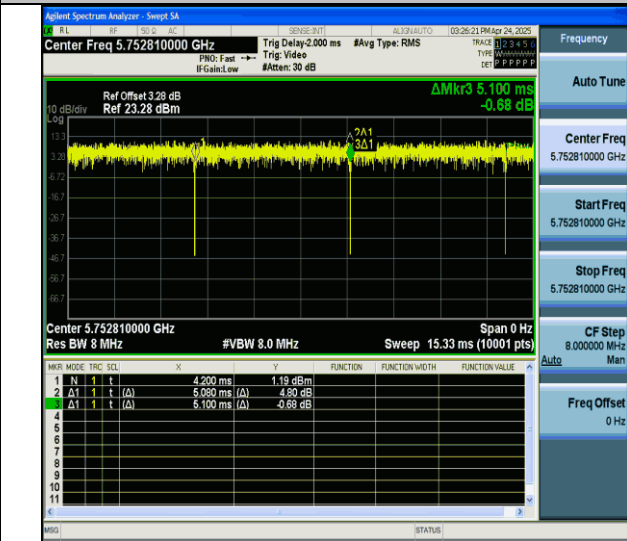 Agilent Spectrum Analyzer - Swept SA
RL RF 50 Ω AC SENSE:INT ALIGNAUTO 03:26:21 PM Apr 24, 2025
Center Freq 5.752810000 GHz
PNO: Fast
IFGain:Low
Trig Delay-2.000 ms
Trig: Video
#Atten: 30 dB
#Avg Type: RMS
TRACE 1 2 3 4 5 6
TYPE
DET P P P P P P
Frequency
Auto Tune
Center Freq
5.752810000 GHz
Start Freq
5.752810000 GHz
Stop Freq
5.752810000 GHz
CF Step
8.000000 MHz
Auto Man
Freq Offset
0 Hz
ΔMkr3 5.100 ms
-0.68 dB
Ref Offset 3.28 dB
10 dB/div Ref 23.28 dBm
Log
13.3
3.28
-6.72
-16.7
-26.7
-36.7
-46.7
-56.7
-66.7
1
2Δ1
3Δ1
Center 5.752810000 GHz Span 0 Hz
Res BW 8 MHz #VBW 8.0 MHz Sweep 15.33 ms (10001 pts)
MKR MODE TRC SCL X Y FUNCTION FUNCTION WIDTH FUNCTION VALUE
1 N 1 t 4.200 ms 1.19 dBm
2 Δ1 1 t (Δ) 5.080 ms (Δ) 4.80 dB
3 Δ1 1 t (Δ) 5.100 ms (Δ) -0.68 dB
4
5
6
7
8
9
10
11
MSG STATUS